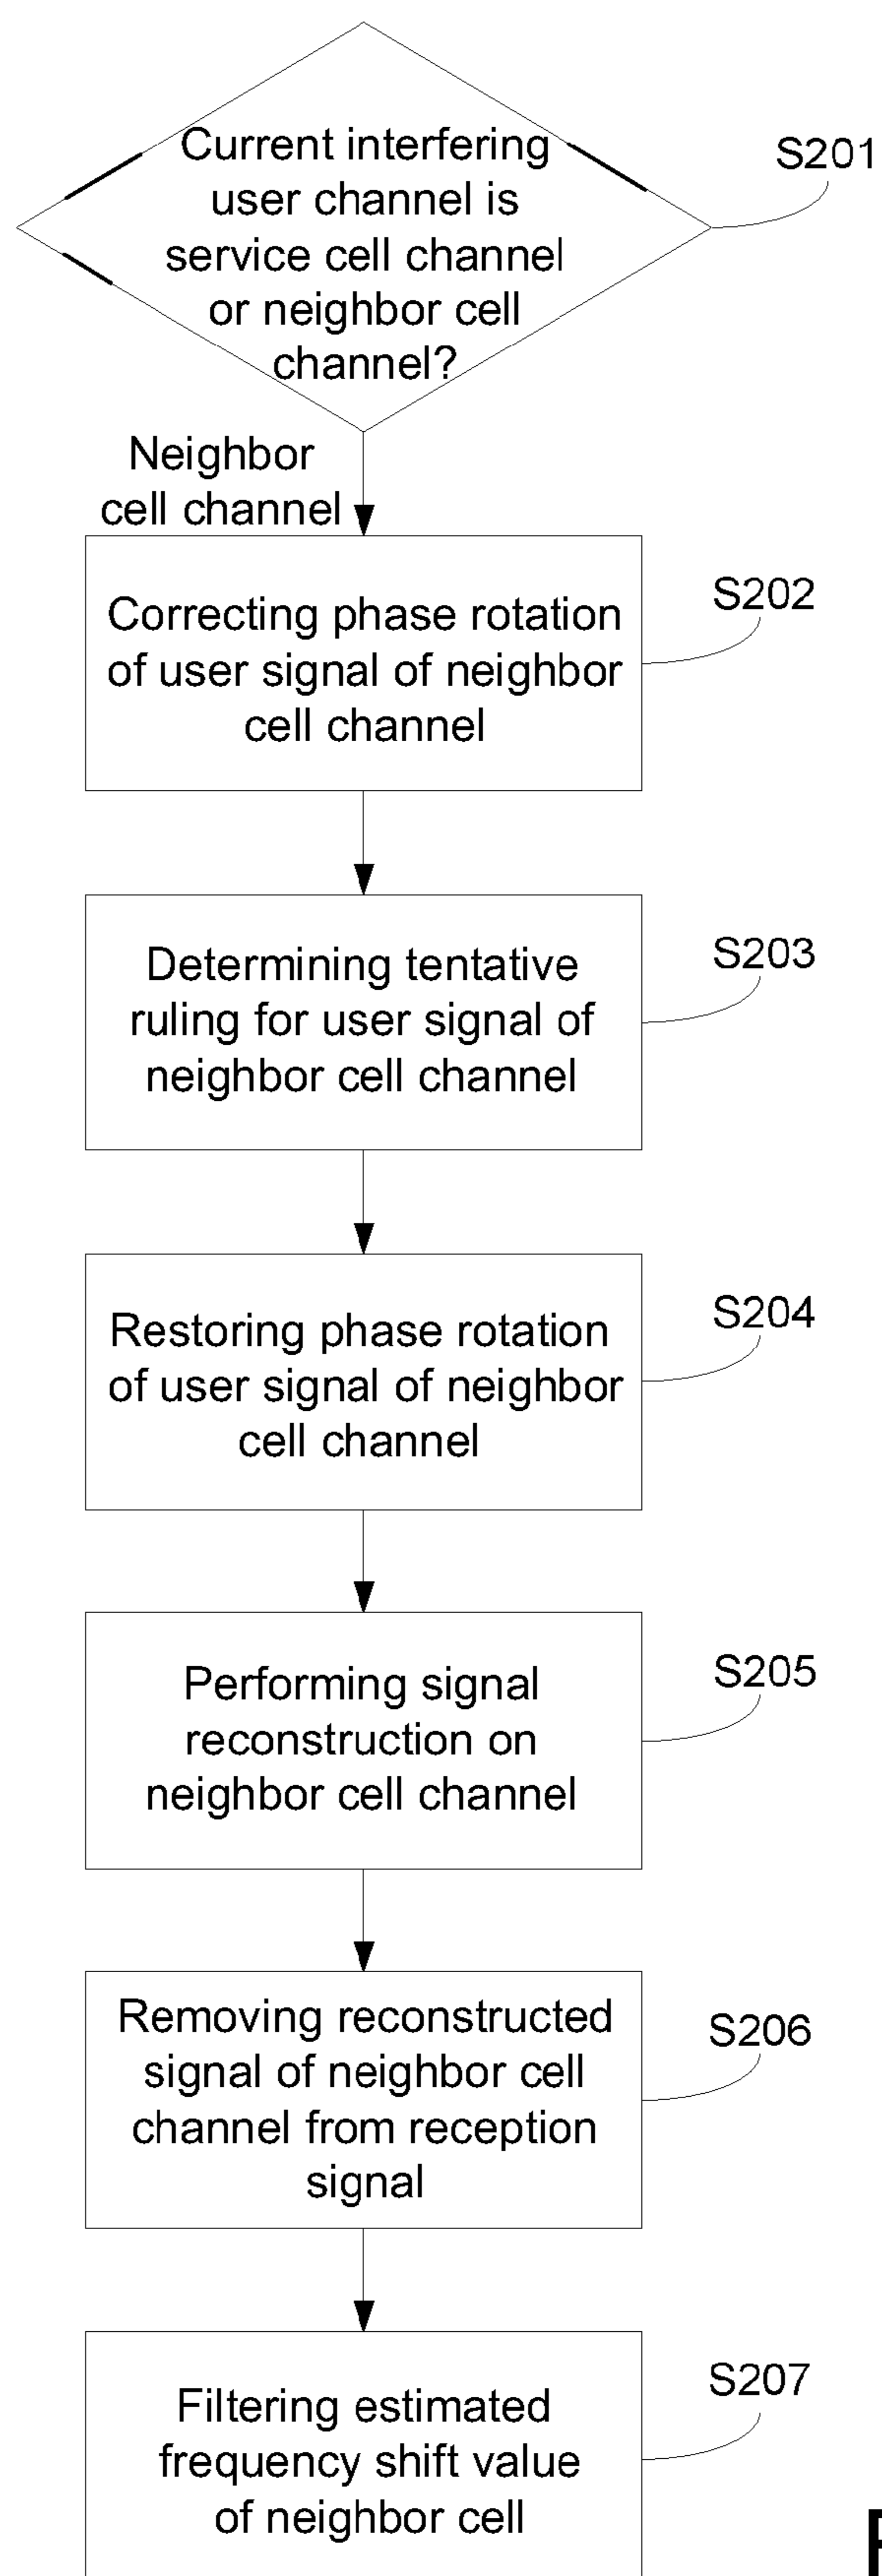 Current interfering
user channel is
service cell channel
or neighbor cell
channel?
S201
Neighbor
cell channel
Correcting phase rotation
of user signal of neighbor
cell channel
S202
Determining tentative
ruling for user signal of
neighbor cell channel
S203
Restoring phase rotation
of user signal of neighbor
cell channel
S204
Performing signal
reconstruction on
neighbor cell channel
S205
Removing reconstructed
signal of neighbor cell
channel from reception
signal
S206
Filtering estimated
frequency shift value
of neighbor cell
S207